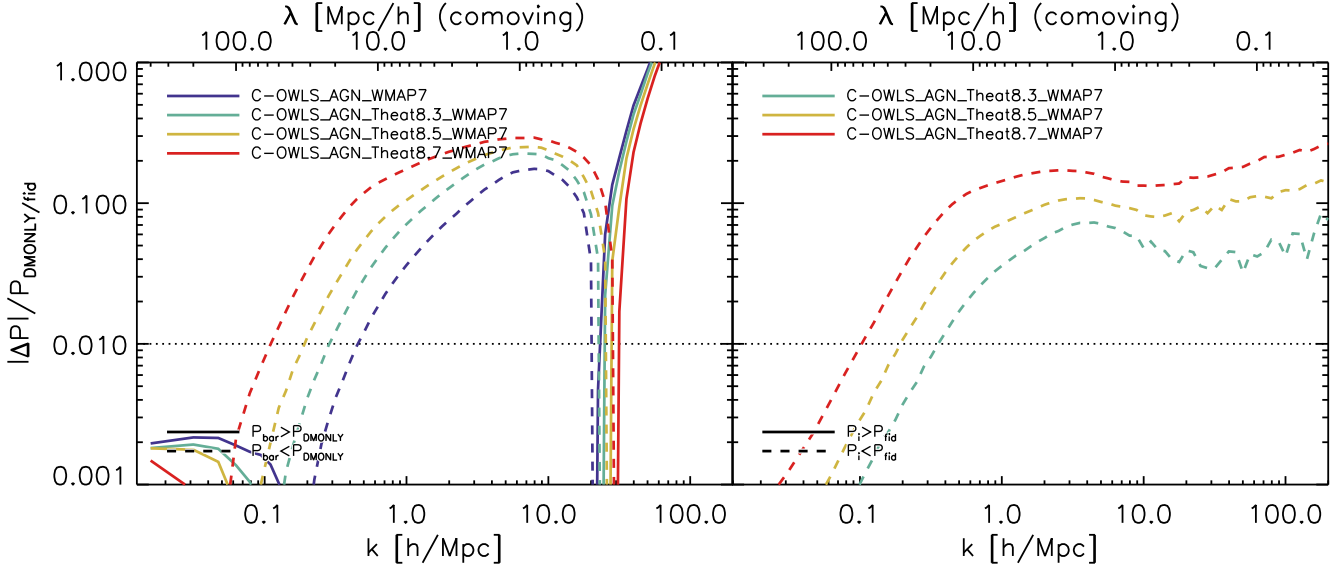 λ [Mpc/h] (comoving)
100.0 10.0 1.0 0.1
1.000
0.100
0.010
0.001
|ΔP|/P_DMONLY/fid
C-OWLS_AGN_WMAP7
C-OWLS_AGN_Theat8.3_WMAP7
C-OWLS_AGN_Theat8.5_WMAP7
C-OWLS_AGN_Theat8.7_WMAP7
P_bar>P_DMONLY
P_bar<P_DMONLY
0.1 1.0 10.0 100.0
k [h/Mpc]
λ [Mpc/h] (comoving)
100.0 10.0 1.0 0.1
C-OWLS_AGN_Theat8.3_WMAP7
C-OWLS_AGN_Theat8.5_WMAP7
C-OWLS_AGN_Theat8.7_WMAP7
P_i>P_fid
P_i<P_fid
0.1 1.0 10.0 100.0
k [h/Mpc]